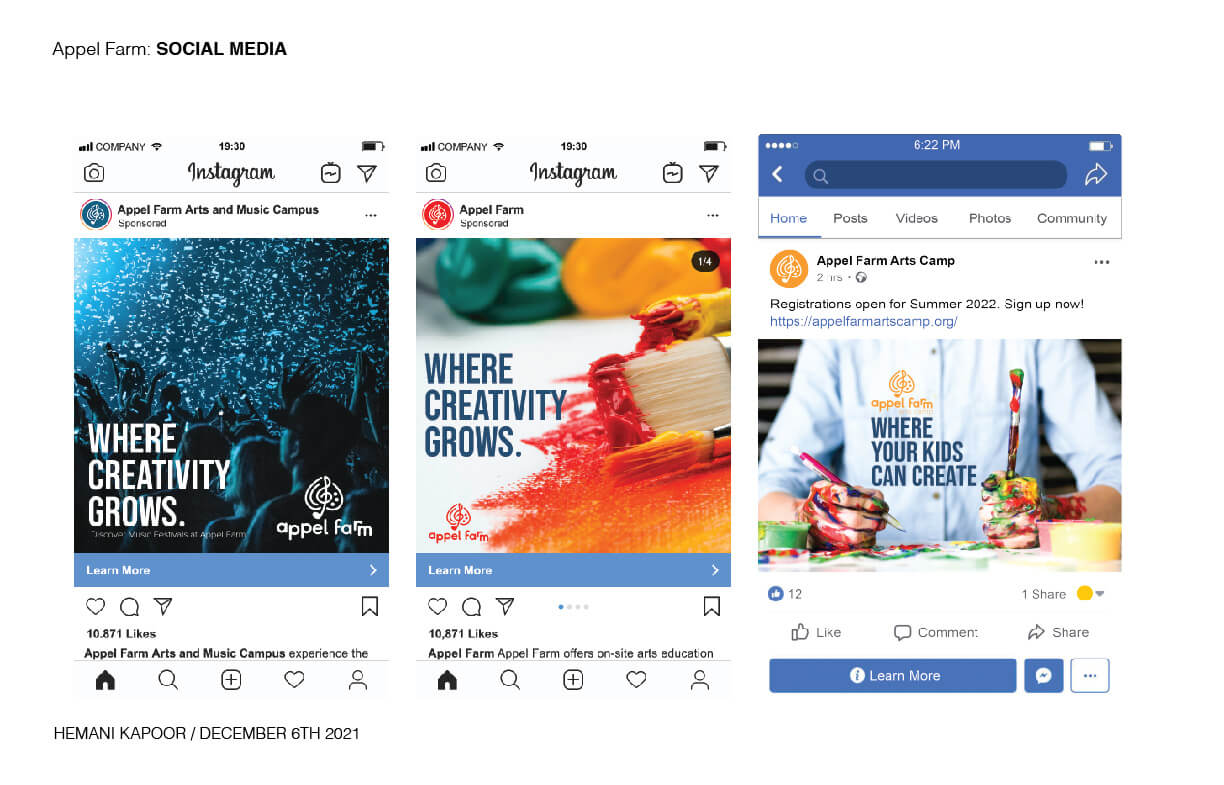 Appel Farm: SOCIAL MEDIA
COMPANY 19:30
Instagram
Appel Farm Arts and Music Campus
Sponsored
WHERE
CREATIVITY
GROWS.
Discover Music Festivals at Appel Farm
appel farm
Learn More
10.871 Likes
Appel Farm Arts and Music Campus experience the
COMPANY 19:30
Instagram
Appel Farm
Sponsored
1/4
WHERE
CREATIVITY
GROWS.
appel farm
Learn More
10,871 Likes
Appel Farm Appel Farm offers on-site arts education
6:22 PM
Home Posts Videos Photos Community
Appel Farm Arts Camp
2 hrs
Registrations open for Summer 2022. Sign up now!
https://appelfarmartscamp.org/
appel farm
WHERE
YOUR KIDS
CAN CREATE
12 1 Share
Like Comment Share
Learn More
HEMANI KAPOOR / DECEMBER 6TH 2021